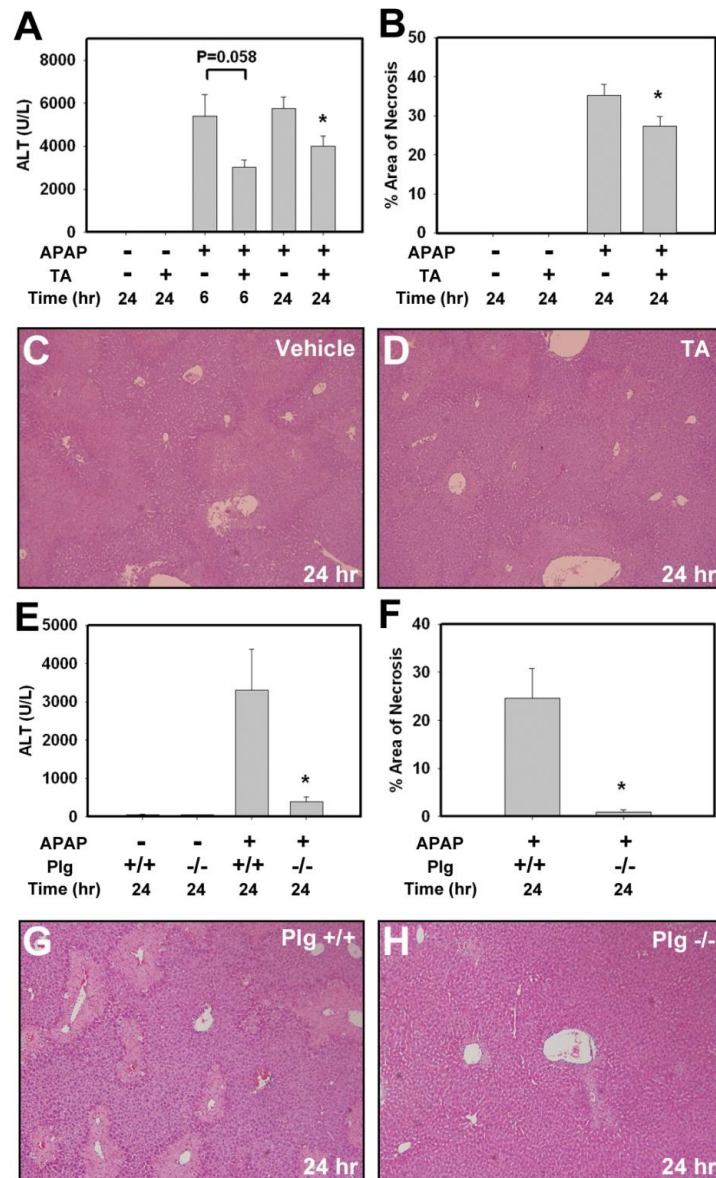 A
B
P=0.058
ALT (U/L)
8000
6000
4000
2000
0
*
APAP - - + + + +
TA - + - + - +
Time (hr) 24 24 6 6 24 24
% Area of Necrosis
50
40
30
20
10
0
*
APAP - - + +
TA - + - +
Time (hr) 24 24 24 24
C Vehicle
24 hr
D TA
24 hr
E
F
ALT (U/L)
5000
4000
3000
2000
1000
0
*
APAP - - + +
Plg +/+ -/- +/+ -/-
Time (hr) 24 24 24 24
% Area of Necrosis
40
30
20
10
0
*
APAP + +
Plg +/+ -/-
Time (hr) 24 24
G Plg +/+
24 hr
H Plg -/-
24 hr